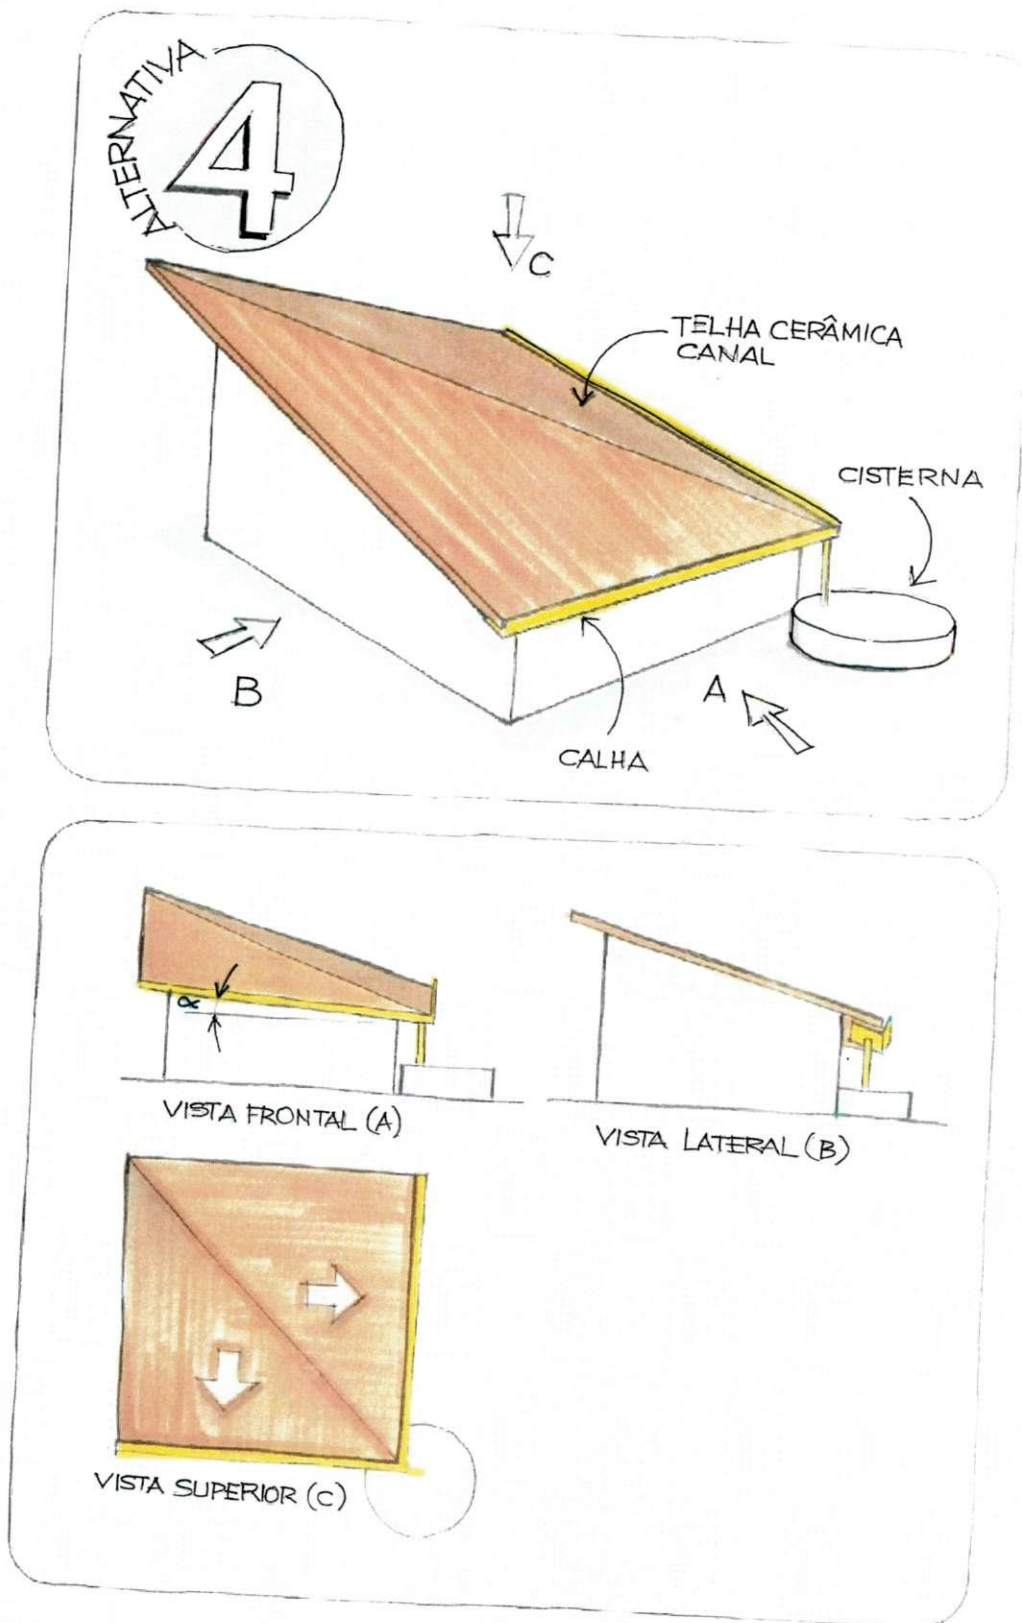 ALTERNATIVA
4
C
TELHA CERÂMICA
CANAL
CISTERNA
B
A
CALHA
α
VISTA FRONTAL (A)
VISTA LATERAL (B)
VISTA SUPERIOR (C)